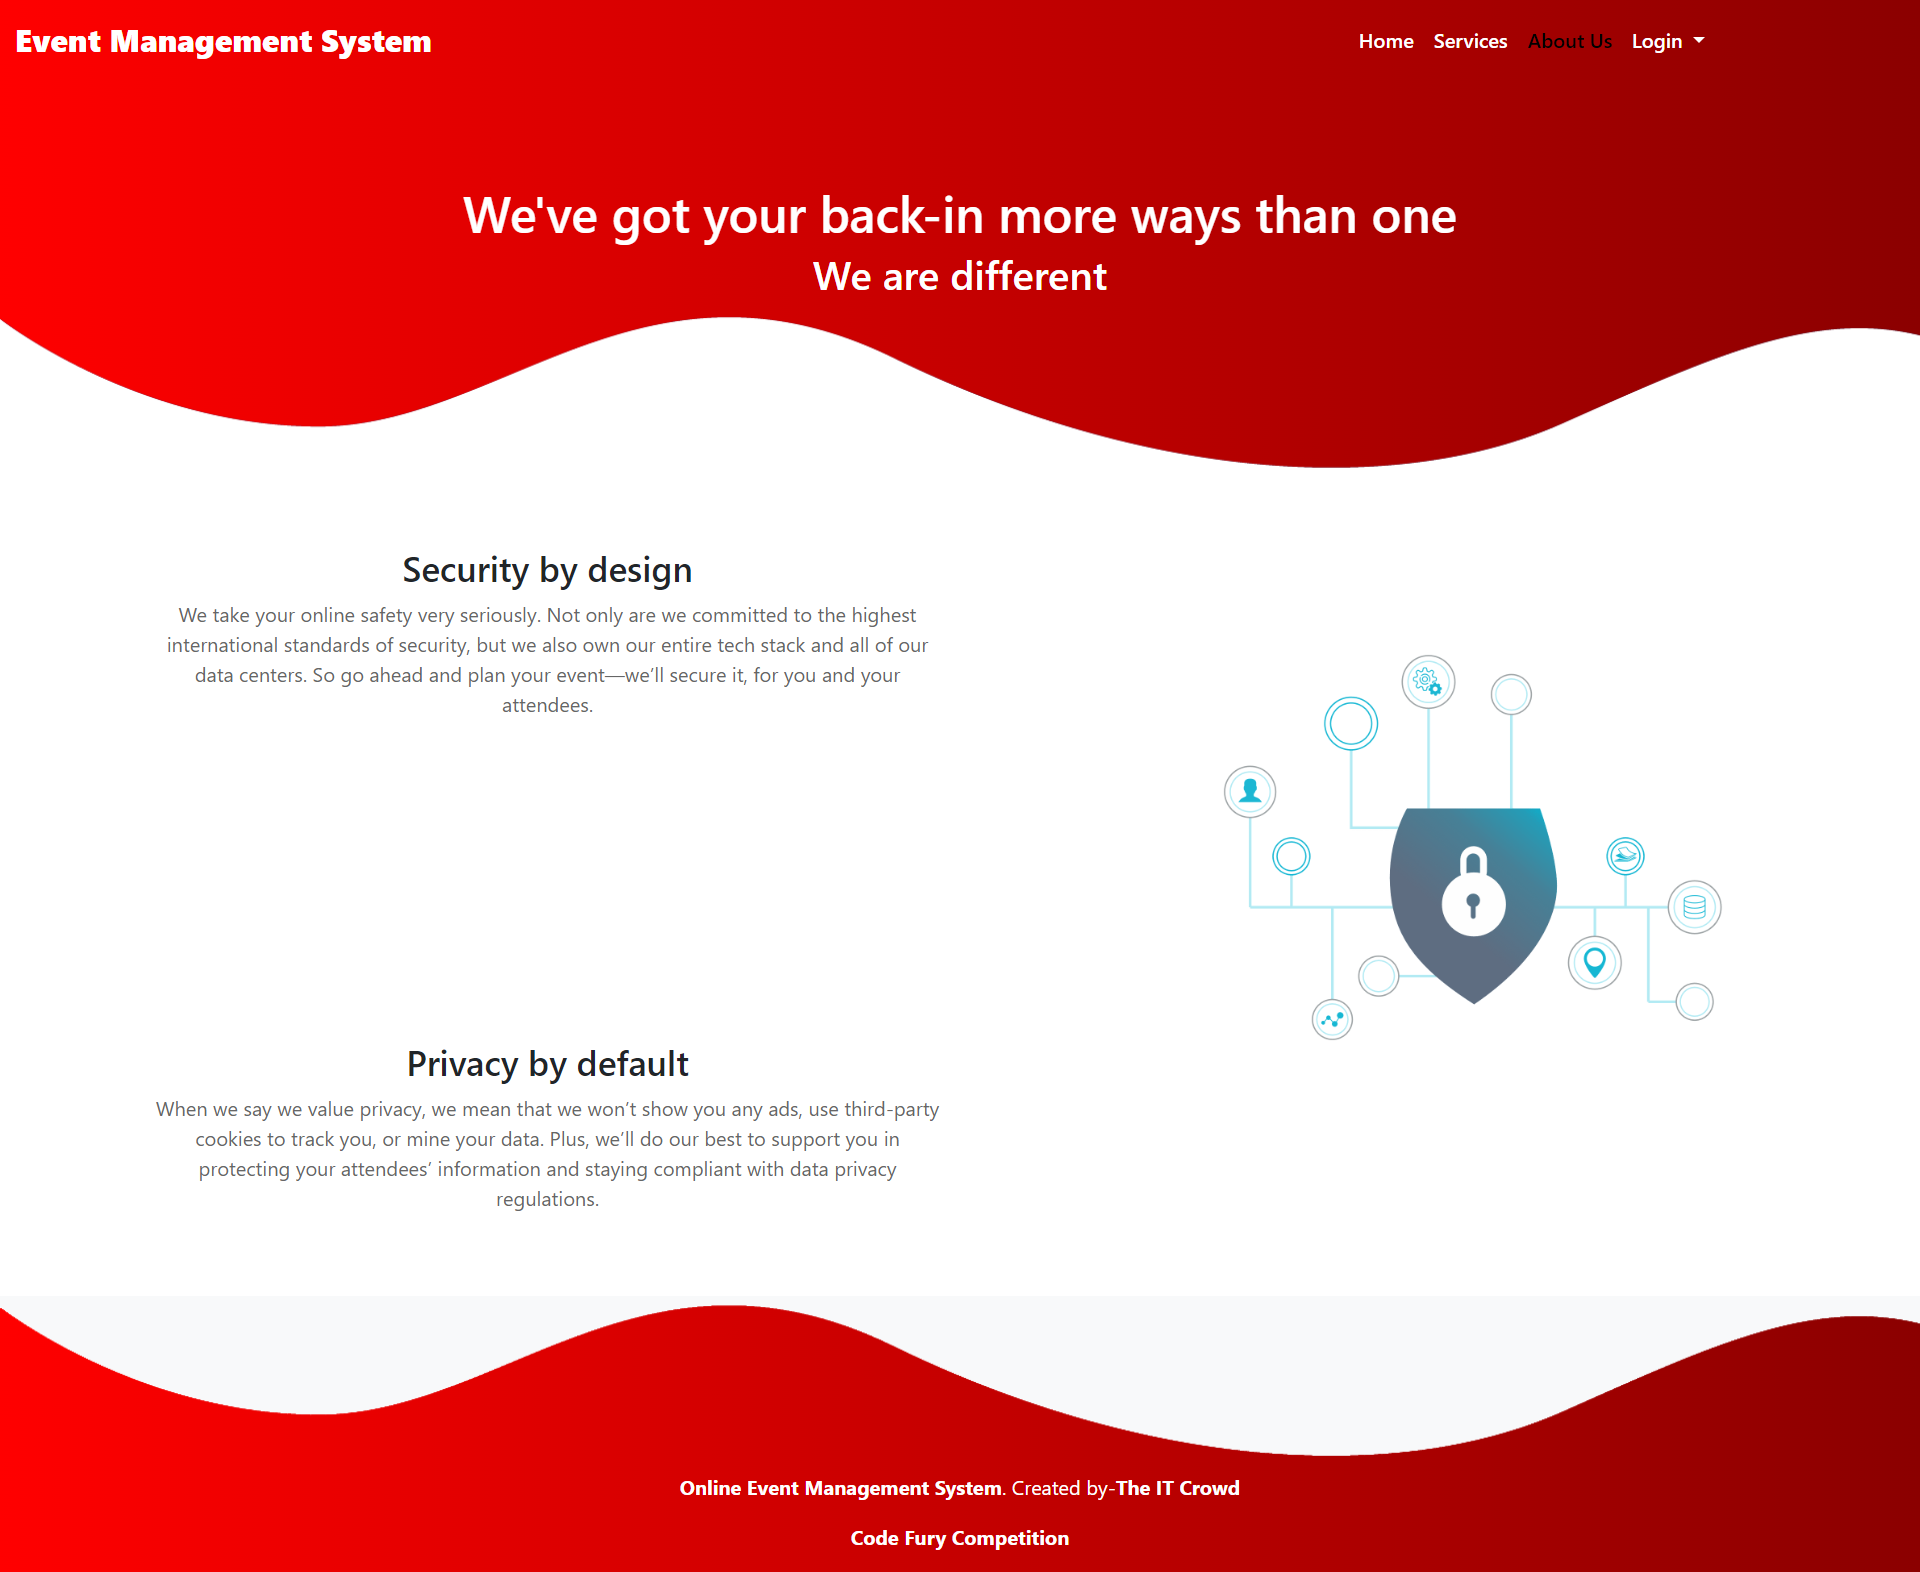 Event Management System
Home Services About Us Login
We've got your back-in more ways than one
We are different
Security by design
We take your online safety very seriously. Not only are we committed to the highest
international standards of security, but we also own our entire tech stack and all of our
data centers. So go ahead and plan your event—we’ll secure it, for you and your
attendees.
Privacy by default
When we say we value privacy, we mean that we won’t show you any ads, use third-party
cookies to track you, or mine your data. Plus, we’ll do our best to support you in
protecting your attendees’ information and staying compliant with data privacy
regulations.
Online Event Management System. Created by-The IT Crowd
Code Fury Competition